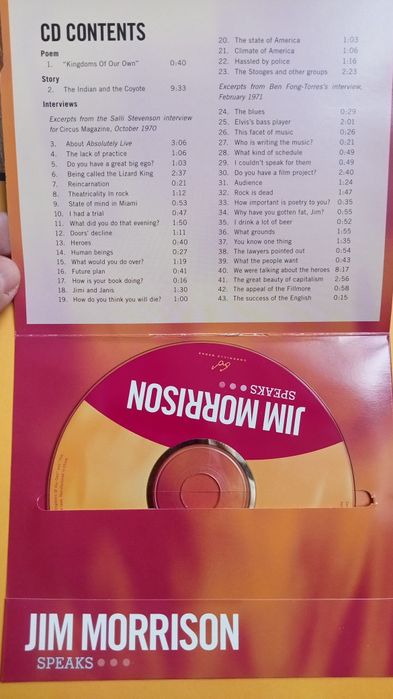 CD CONTENTS
Poem
1. "Kingdoms Of Our Own" 0:40
Story
2. The Indian and the Coyote 9:33
Interviews
Excerpts from the Salli Stevenson interview
for Circus Magazine, October 1970
3. About Absolutely Live 3:06
4. The lack of practice 1:06
5. Do you have a great big ego? 1:03
6. Being called the Lizard King 2:37
7. Reincarnation 0:21
8. Theatricality In rock 1:12
9. State of mind in Miami 0:53
10. I had a trial 0:47
11. What did you do that evening? 1:50
12. Doors' decline 1:11
13. Heroes 0:40
14. Human beings 0:27
15. What would you do over? 1:19
16. Future plan 0:41
17. How is your book doing? 0:16
18. Jimi and Janis 1:30
19. How do you think you will die? 1:00
20. The state of America 1:03
21. Climate of America 1:06
22. Hassled by police 1:16
23. The Stooges and other groups 2:23
Excerpts from Ben Fong-Torres's interview,
February 1971
24. The blues 0:29
25. Elvis's bass player 2:01
26. This facet of music 0:26
27. Who is writing the music? 0:21
28. What kind of schedule 0:49
29. I couldn't speak for them 0:49
30. Do you have a film project? 2:40
31. Audience 1:24
32. Rock is dead 1:47
33. How important is poetry to you? 0:35
34. Why have you gotten fat, Jim? 0:55
35. I drink a lot of beer 0:52
36. What grounds 1:55
37. You know one thing 1:35
38. The lawyers pointed out 0:54
39. What the people want 0:43
40. We were talking about the heroes 8:17
41. The great beauty of capitalism 2:56
42. The appeal of the Fillmore 0:58
43. The success of the English 0:15
JIM MORRISON
SPEAKS
JIM MORRISON
SPEAKS